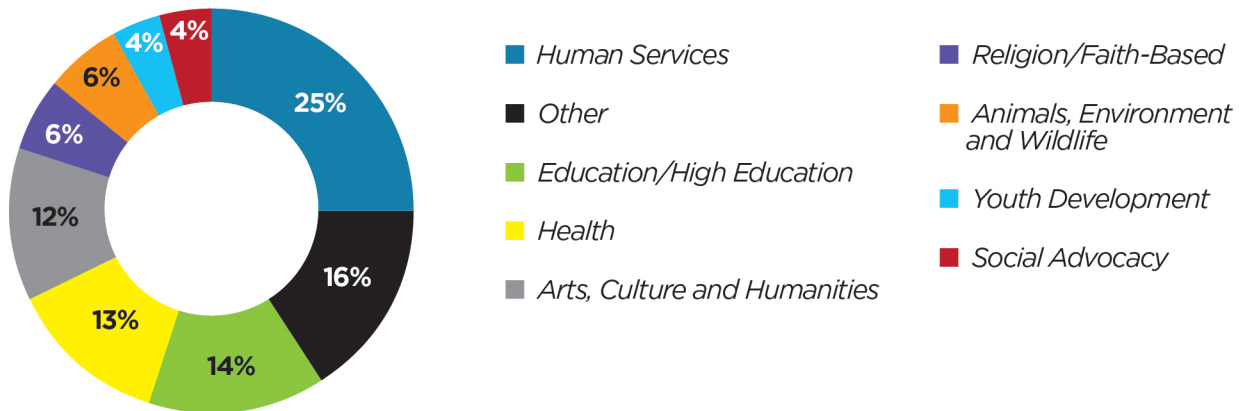 4%
4%
6%
25%
6%
12%
16%
13%
14%
Human Services
Other
Education/High Education
Health
Arts, Culture and Humanities
Religion/Faith-Based
Animals, Environment
and Wildlife
Youth Development
Social Advocacy